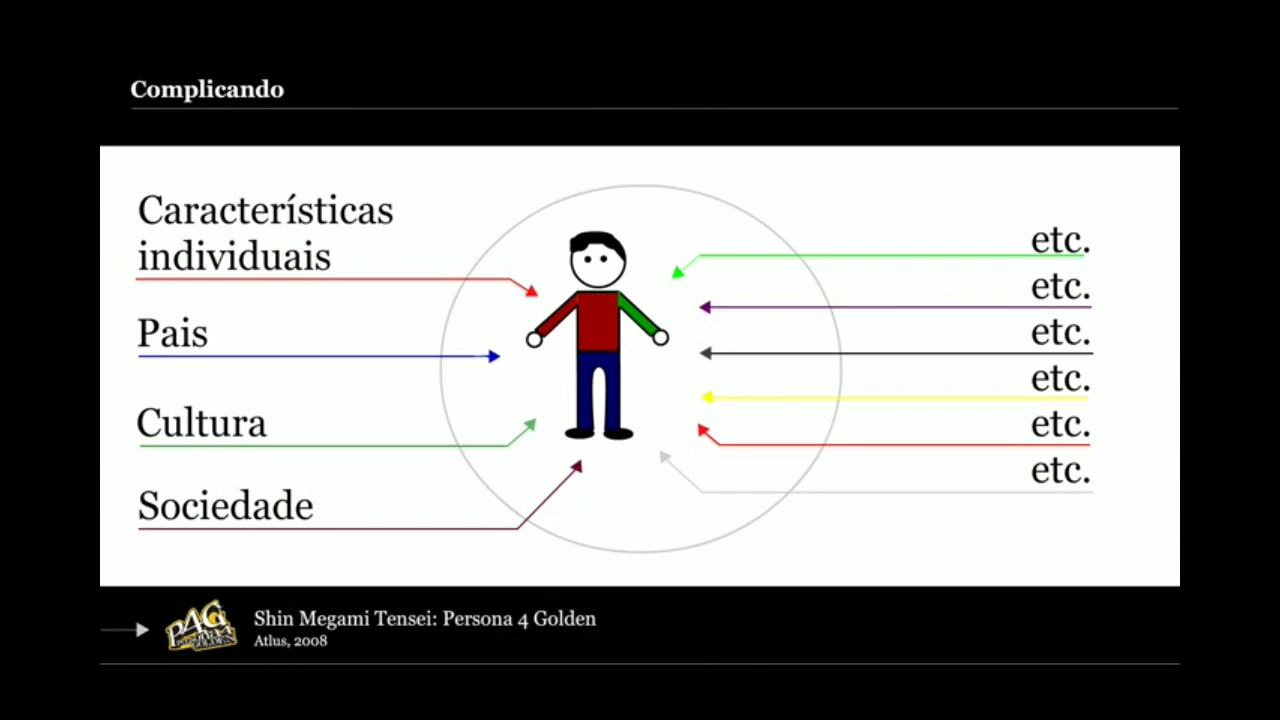 Complicando
Características
individuais
Pais
Cultura
Sociedade
etc.
etc.
etc.
etc.
etc.
etc.
P4G
Shin Megami Tensei: Persona 4 Golden
Atlus, 2008